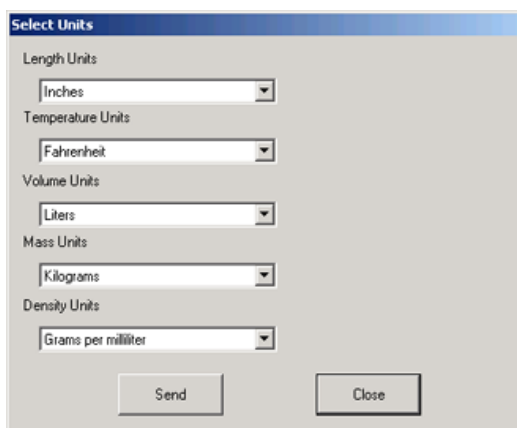 Select Units
Length Units
Inches
Temperature Units
Fahrenheit
Volume Units
Liters
Mass Units
Kilograms
Density Units
Grams per milliliter
Send Close